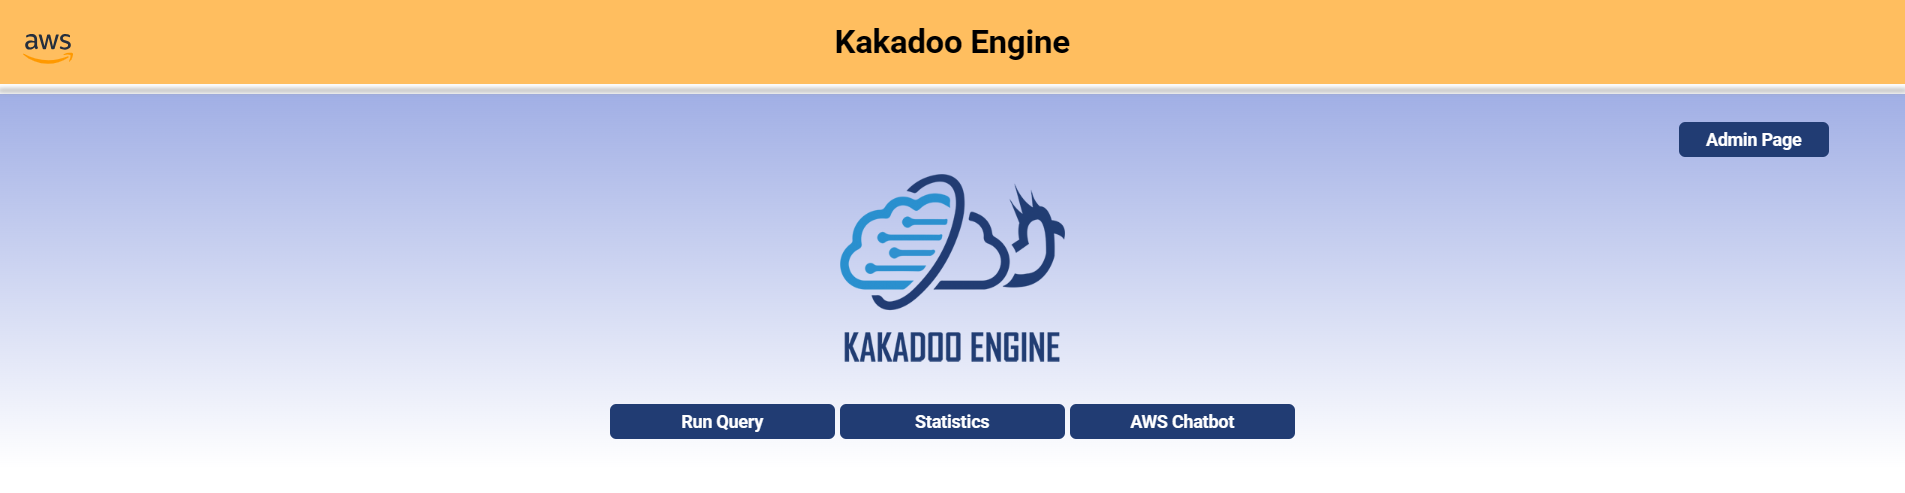 aws
Kakadoo Engine
Admin Page
KAKADOO ENGINE
Run Query
Statistics
AWS Chatbot